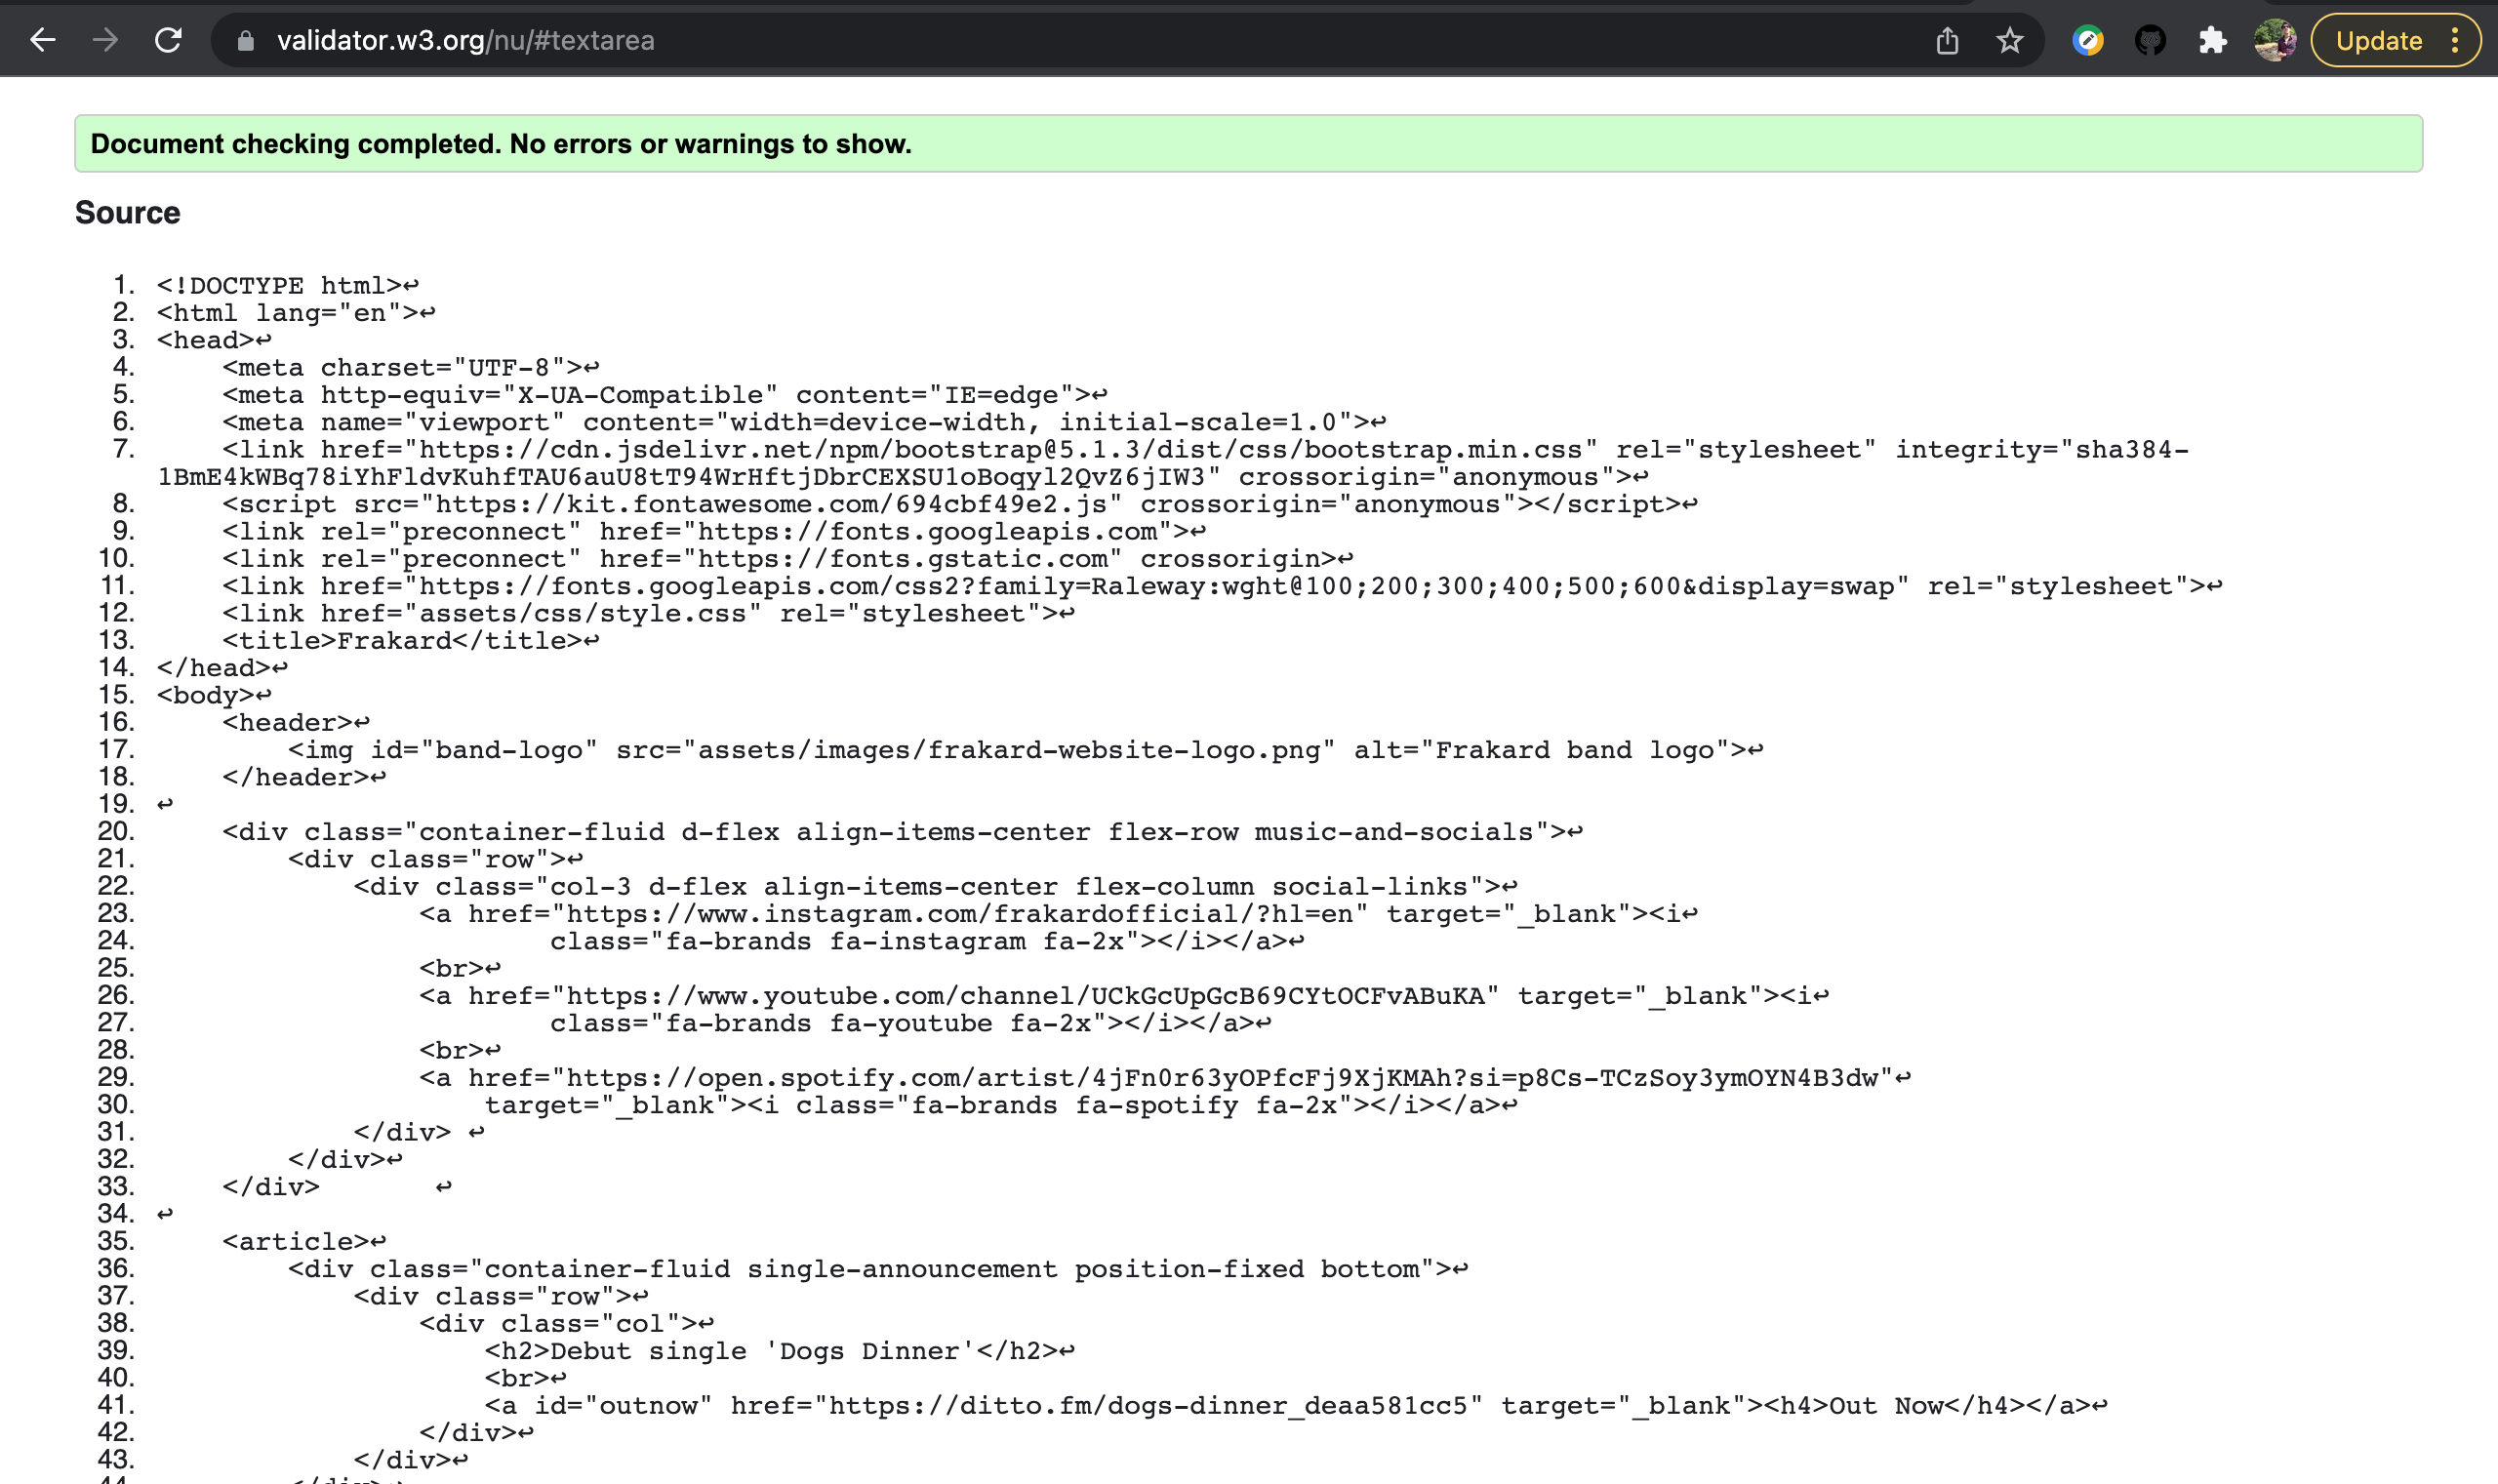 validator.w3.org/nu/#textarea
Update
Document checking completed. No errors or warnings to show.
Source
1. <!DOCTYPE html>↩
2. <html lang="en">↩
3. <head>↩
4.     <meta charset="UTF-8">↩
5.     <meta http-equiv="X-UA-Compatible" content="IE=edge">↩
6.     <meta name="viewport" content="width=device-width, initial-scale=1.0">↩
7.     <link href="https://cdn.jsdelivr.net/npm/bootstrap@5.1.3/dist/css/bootstrap.min.css" rel="stylesheet" integrity="sha384-
1BmE4kWBq78iYhFldvKuhfTAU6auU8tT94WrHftjDbrCEXSU1oBoqyl2QvZ6jIW3" crossorigin="anonymous">↩
8.     <script src="https://kit.fontawesome.com/694cbf49e2.js" crossorigin="anonymous"></script>↩
9.     <link rel="preconnect" href="https://fonts.googleapis.com">↩
10.     <link rel="preconnect" href="https://fonts.gstatic.com" crossorigin>↩
11.     <link href="https://fonts.googleapis.com/css2?family=Raleway:wght@100;200;300;400;500;600&display=swap" rel="stylesheet">↩
12.     <link href="assets/css/style.css" rel="stylesheet">↩
13.     <title>Frakard</title>↩
14. </head>↩
15. <body>↩
16.     <header>↩
17.         <img id="band-logo" src="assets/images/frakard-website-logo.png" alt="Frakard band logo">↩
18.     </header>↩
19. ↩
20.     <div class="container-fluid d-flex align-items-center flex-row music-and-socials">↩
21.         <div class="row">↩
22.             <div class="col-3 d-flex align-items-center flex-column social-links">↩
23.                 <a href="https://www.instagram.com/frakardofficial/?hl=en" target="_blank"><i↩
24.                         class="fa-brands fa-instagram fa-2x"></i></a>↩
25.                 <br>↩
26.                 <a href="https://www.youtube.com/channel/UCkGcUpGcB69CYtOCFvABuKA" target="_blank"><i↩
27.                         class="fa-brands fa-youtube fa-2x"></i></a>↩
28.                 <br>↩
29.                 <a href="https://open.spotify.com/artist/4jFn0r63yOPfcFj9XjKMAh?si=p8Cs-TCzSoy3ymOYN4B3dw"↩
30.                     target="_blank"><i class="fa-brands fa-spotify fa-2x"></i></a>↩
31.             </div> ↩
32.         </div>↩
33.     </div>       ↩
34. ↩
35.     <article>↩
36.         <div class="container-fluid single-announcement position-fixed bottom">↩
37.             <div class="row">↩
38.                 <div class="col">↩
39.                     <h2>Debut single 'Dogs Dinner'</h2>↩
40.                     <br>↩
41.                     <a id="outnow" href="https://ditto.fm/dogs-dinner_deaa581cc5" target="_blank"><h4>Out Now</h4></a>↩
42.                 </div>↩
43.             </div>↩
44.         </div>↩